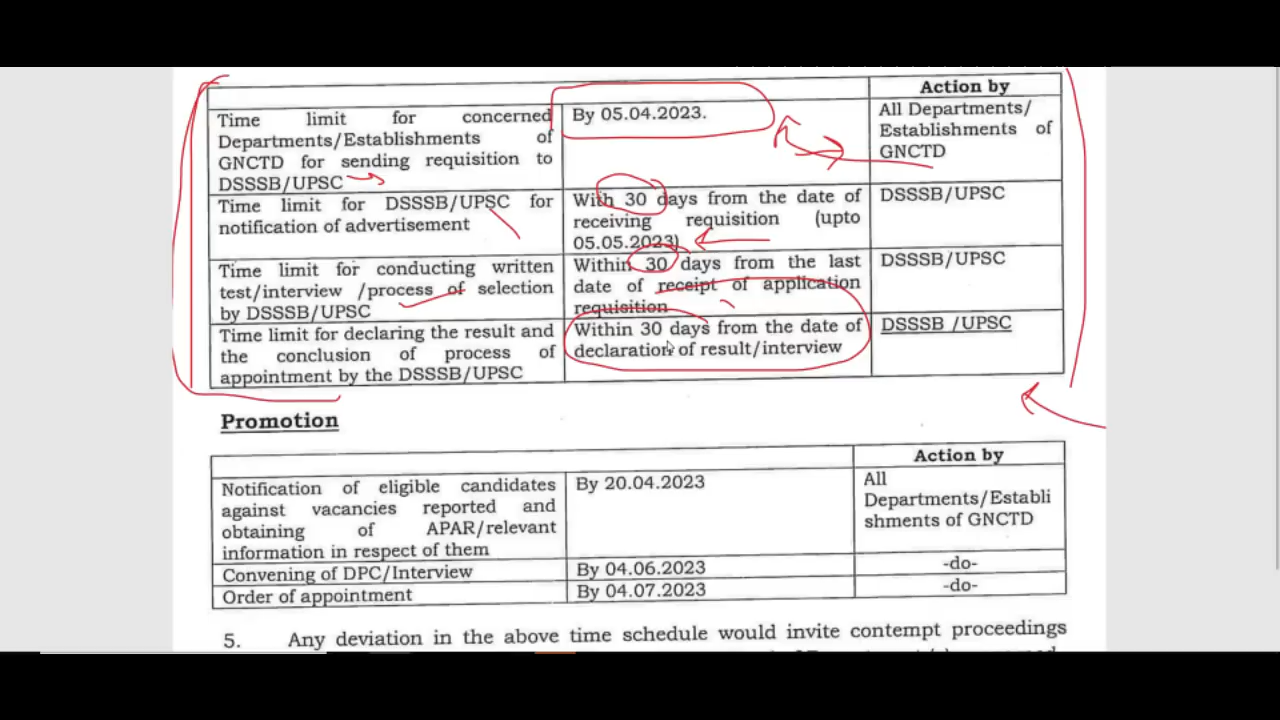 Action by
Time limit for concerned
Departments/Establishments of
GNCTD for sending requisition to
DSSSB/UPSC
By 05.04.2023.
All Departments/
Establishments of
GNCTD
Time limit for DSSSB/UPSC for
notification of advertisement
With 30 days from the date of
receiving requisition (upto
05.05.2023)
DSSSB/UPSC
Time limit for conducting written
test/interview /process of selection
by DSSSB/UPSC
Within 30 days from the last
date of receipt of application
requisition
DSSSB/UPSC
Time limit for declaring the result and
the conclusion of process of
appointment by the DSSSB/UPSC
Within 30 days from the date of
declaration of result/interview
DSSSB /UPSC
Promotion
Action by
Notification of eligible candidates
against vacancies reported and
obtaining of APAR/relevant
information in respect of them
By 20.04.2023
All
Departments/Establi
shments of GNCTD
Convening of DPC/Interview
By 04.06.2023
-do-
Order of appointment
By 04.07.2023
-do-
5. Any deviation in the above time schedule would invite contempt proceedings